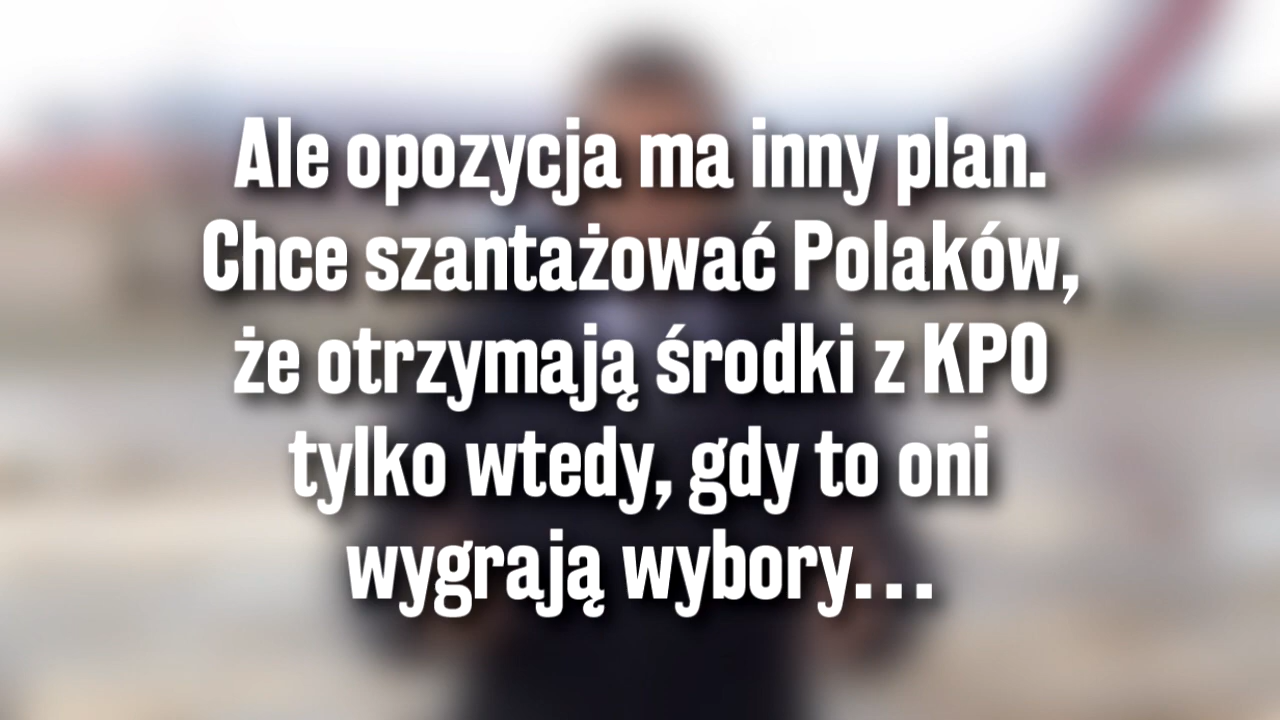 Ale opozycja ma inny plan.
Chce szantażować Polaków,
że otrzymają środki z KPO
tylko wtedy, gdy to oni
wygrają wybory...